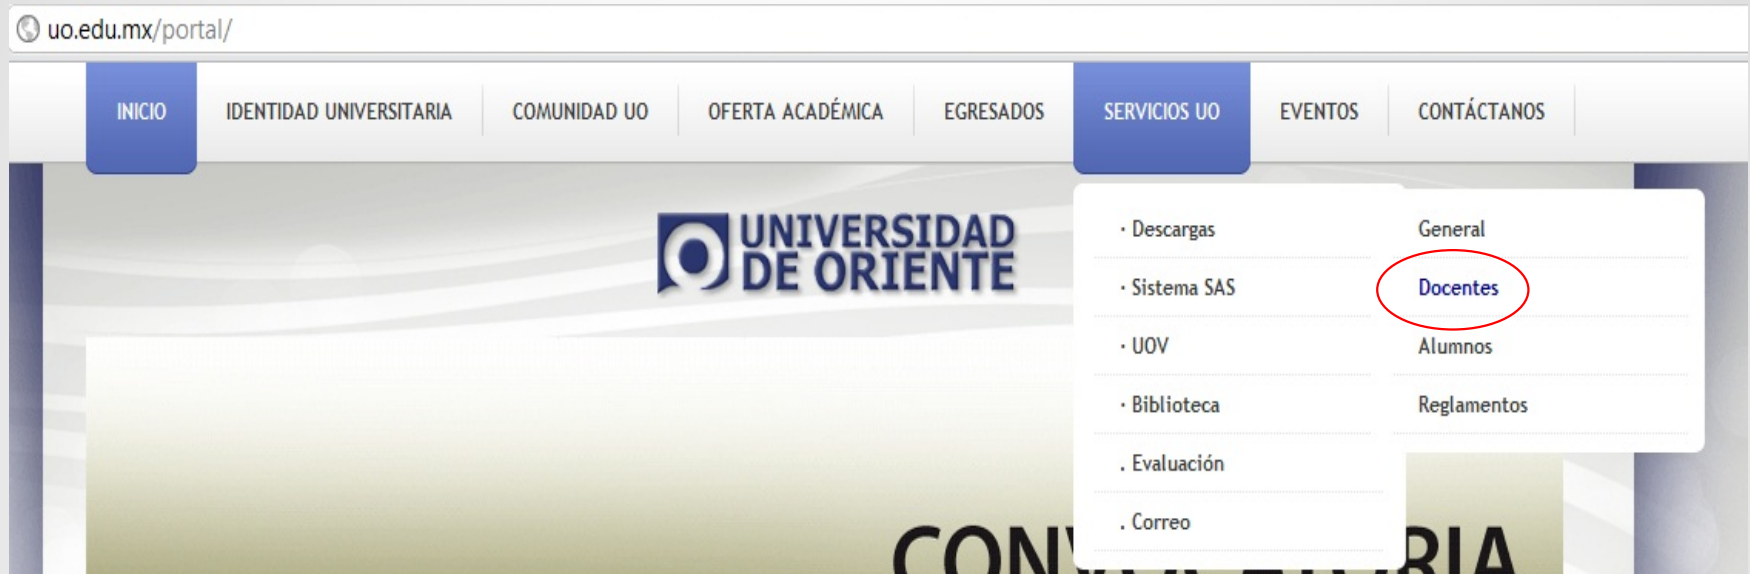 uo.edu.mx/portal/
INICIO
IDENTIDAD UNIVERSITARIA
COMUNIDAD UO
OFERTA ACADÉMICA
EGRESADOS
SERVICIOS UO
EVENTOS
CONTÁCTANOS
UNIVERSIDAD
DE ORIENTE
· Descargas
· Sistema SAS
· UOV
· Biblioteca
. Evaluación
. Correo
General
Docentes
Alumnos
Reglamentos